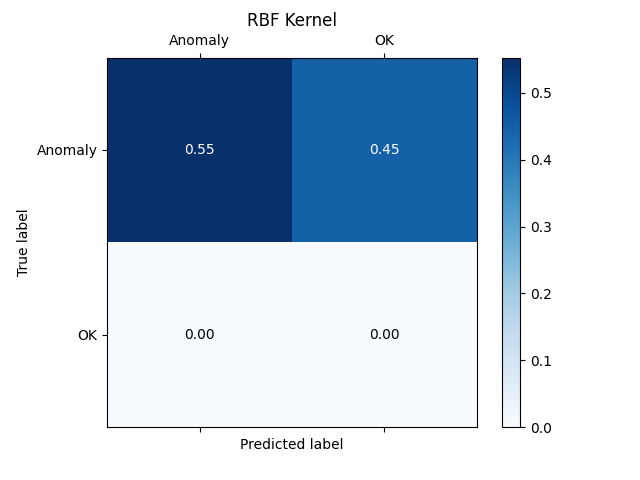 RBF Kernel
Anomaly OK
Anomaly 0.55 0.45
OK 0.00 0.00
True label
Predicted label
0.5
0.4
0.3
0.2
0.1
0.0